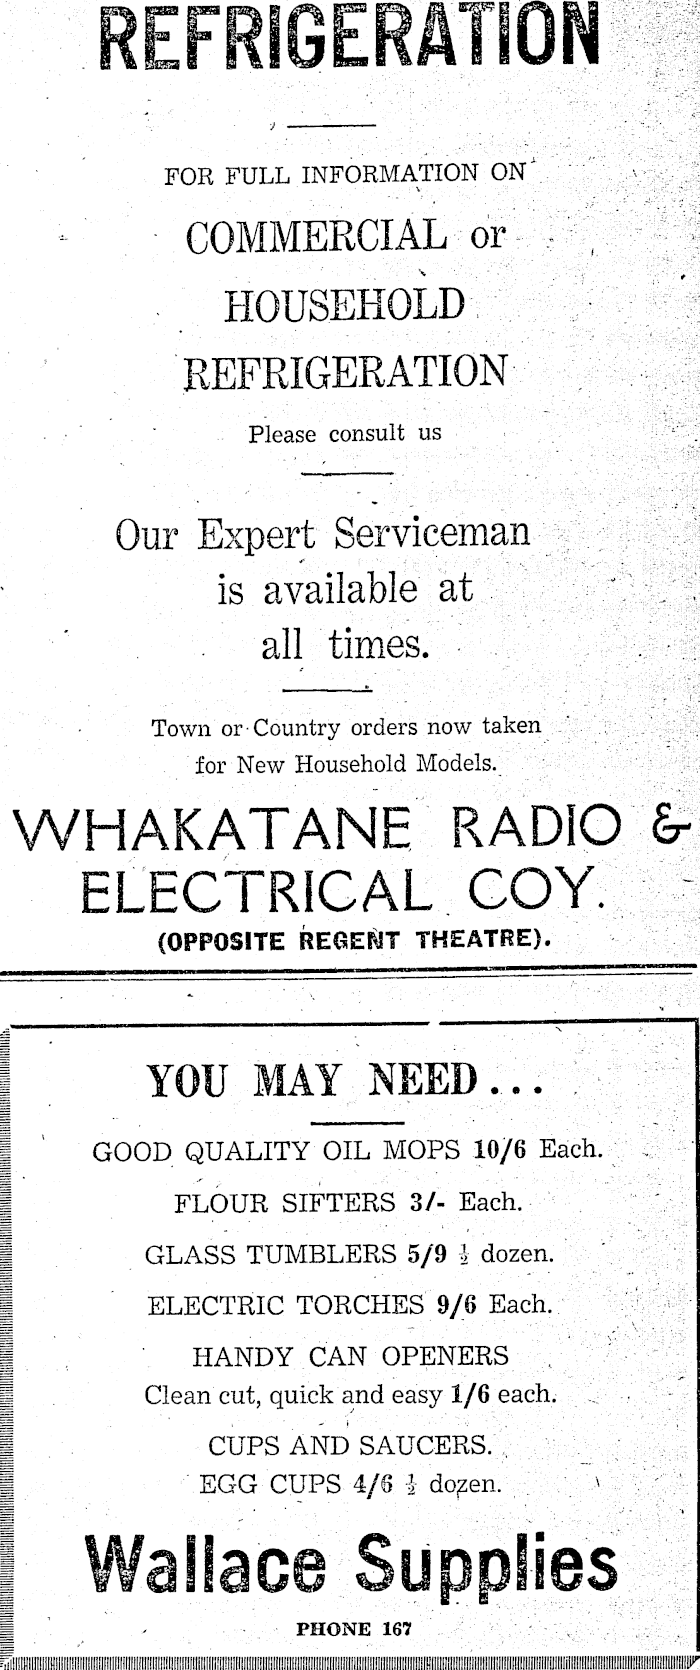 REFRIGERATION
FOR FULL INFORMATION ON
COMMERCIAL or
HOUSEHOLD
REFRIGERATION
Please consult us
Our Expert Serviceman
is available at
all times.
Town or Country orders now taken
for New Household Models.
WHAKATANE RADIO &
ELECTRICAL COY.
(OPPOSITE REGENT THEATRE).
YOU MAY NEED...
GOOD QUALITY OIL MOPS 10/6 Each.
FLOUR SIFTERS 3/- Each.
GLASS TUMBLERS 5/9 ½ dozen.
ELECTRIC TORCHES 9/6 Each.
HANDY CAN OPENERS
Clean cut, quick and easy 1/6 each.
CUPS AND SAUCERS.
EGG CUPS 4/6 ½ dozen.
Wallace Supplies
PHONE 167